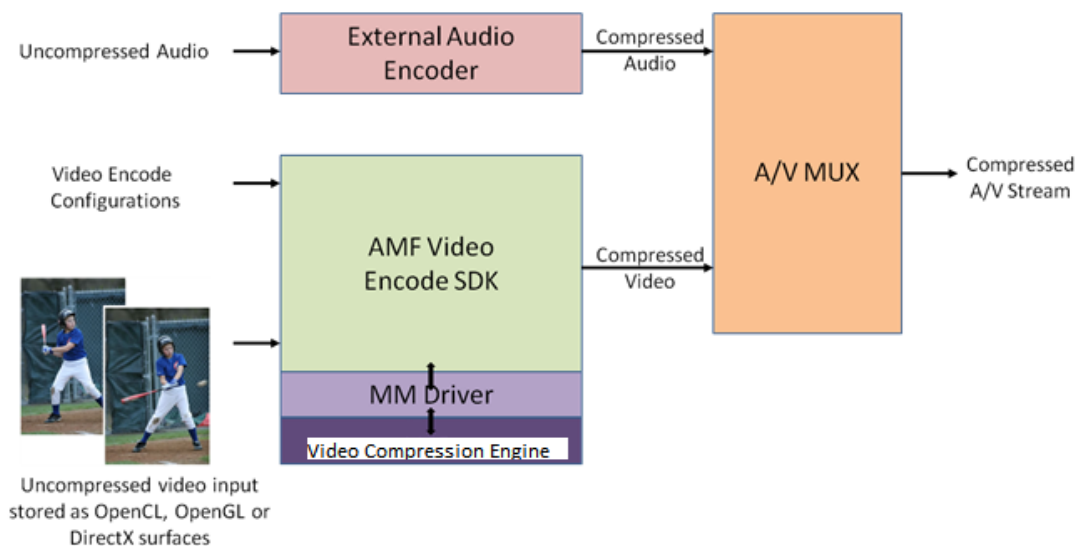 Uncompressed Audio
External Audio
Encoder
Compressed
Audio
Video Encode
Configurations
AMF Video
Encode SDK
Compressed
Video
A/V MUX
Compressed
A/V Stream
MM Driver
Video Compression Engine
Uncompressed video input
stored as OpenCL, OpenGL or
DirectX surfaces